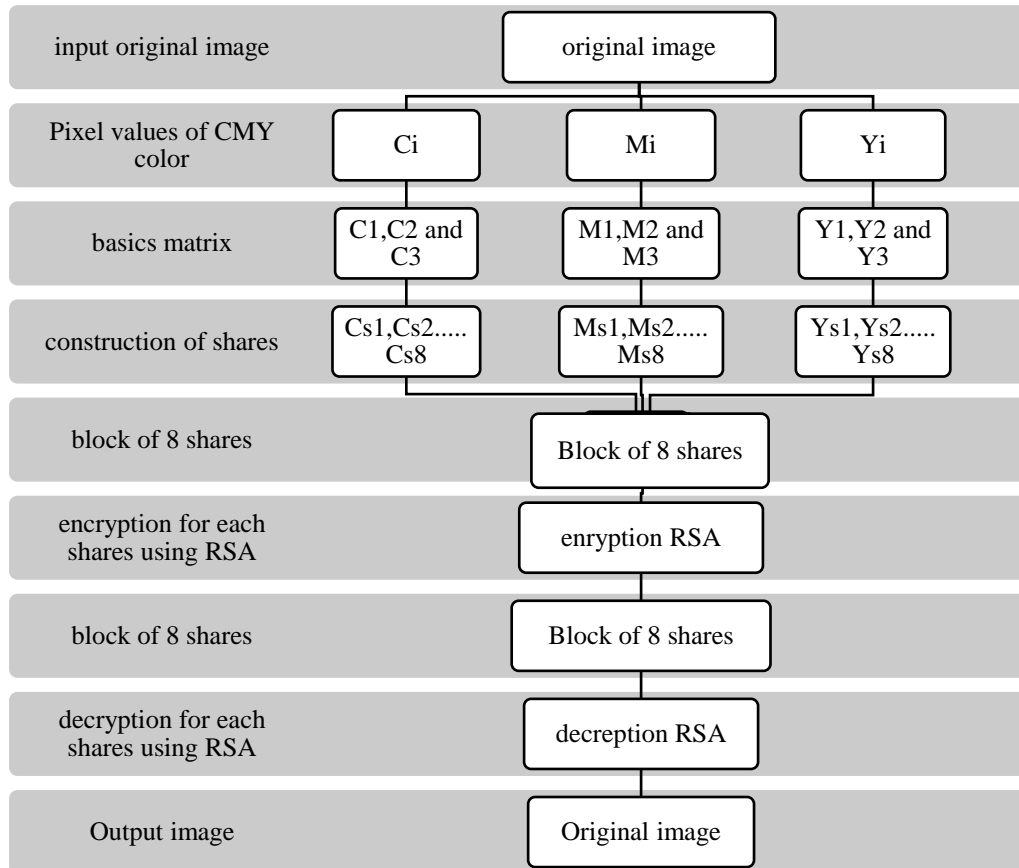 input original image
original image
Pixel values of CMY
color
Ci
Mi
Yi
basics matrix
C1,C2 and
C3
M1,M2 and
M3
Y1,Y2 and
Y3
construction of shares
Cs1,Cs2.....
Cs8
Ms1,Ms2.....
Ms8
Ys1,Ys2.....
Ys8
block of 8 shares
Block of 8 shares
encryption for each
shares using RSA
enryption RSA
block of 8 shares
Block of 8 shares
decryption for each
shares using RSA
decreption RSA
Output image
Original image